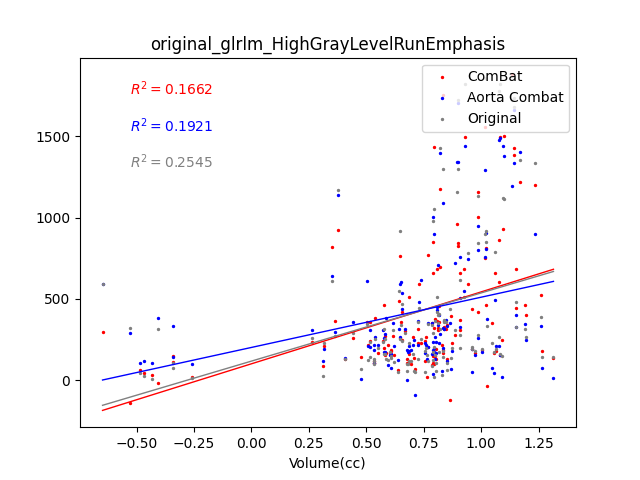 original_glrlm_HighGrayLevelRunEmphasis
R² = 0.1662
R² = 0.1921
R² = 0.2545
ComBat
Aorta Combat
Original
1500
1000
500
0
−0.50 −0.25 0.00 0.25 0.50 0.75 1.00 1.25
Volume(cc)